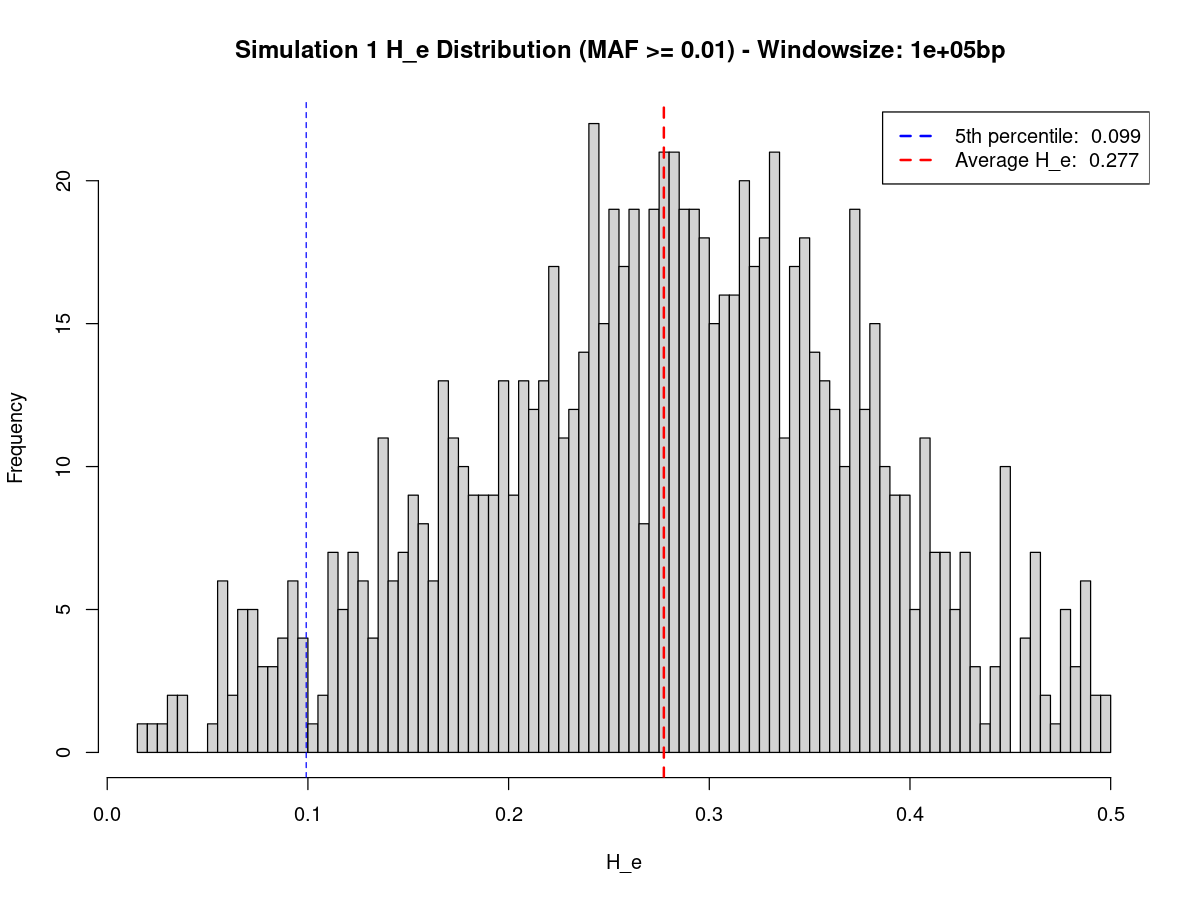 Simulation 1 H_e Distribution (MAF >= 0.01) - Windowsize: 1e+05bp
5th percentile:  0.099
Average H_e:  0.277
Frequency
20
15
10
5
0
0.0 0.1 0.2 0.3 0.4 0.5
H_e